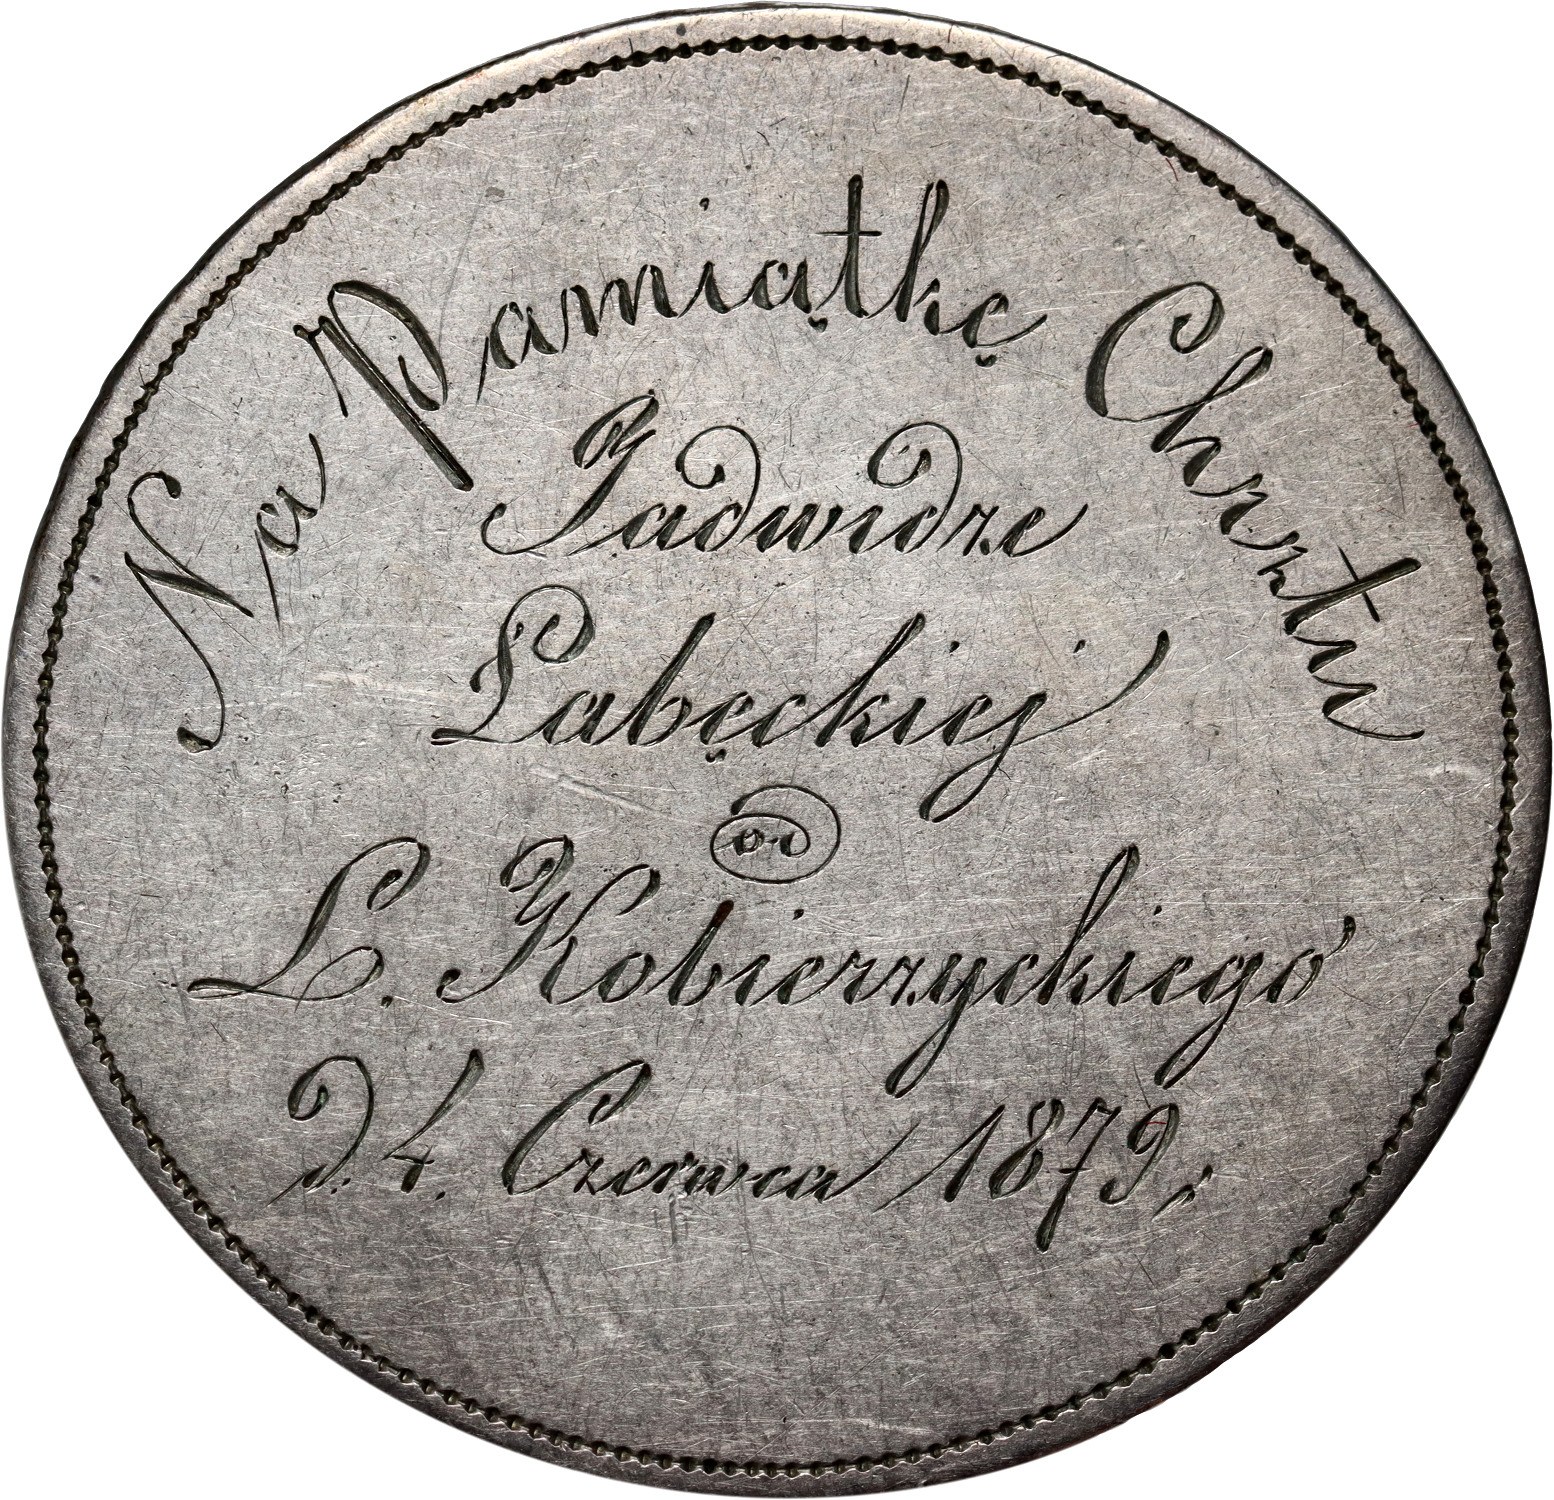 Na Pamiątkę Chrztu
Jadwidze
Labęckiej
od
L. Kobierzyckiego
D. 4. Czerwca 1879;